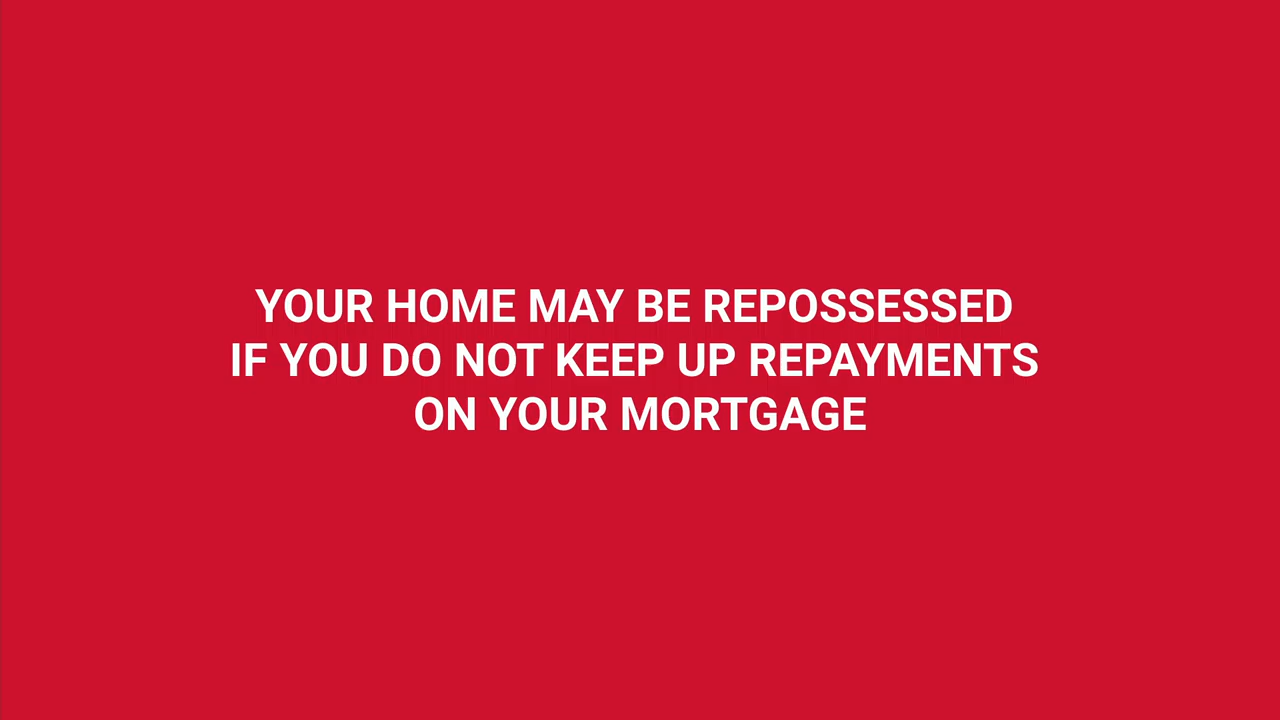 YOUR HOME MAY BE REPOSSESSED
IF YOU DO NOT KEEP UP REPAYMENTS
ON YOUR MORTGAGE